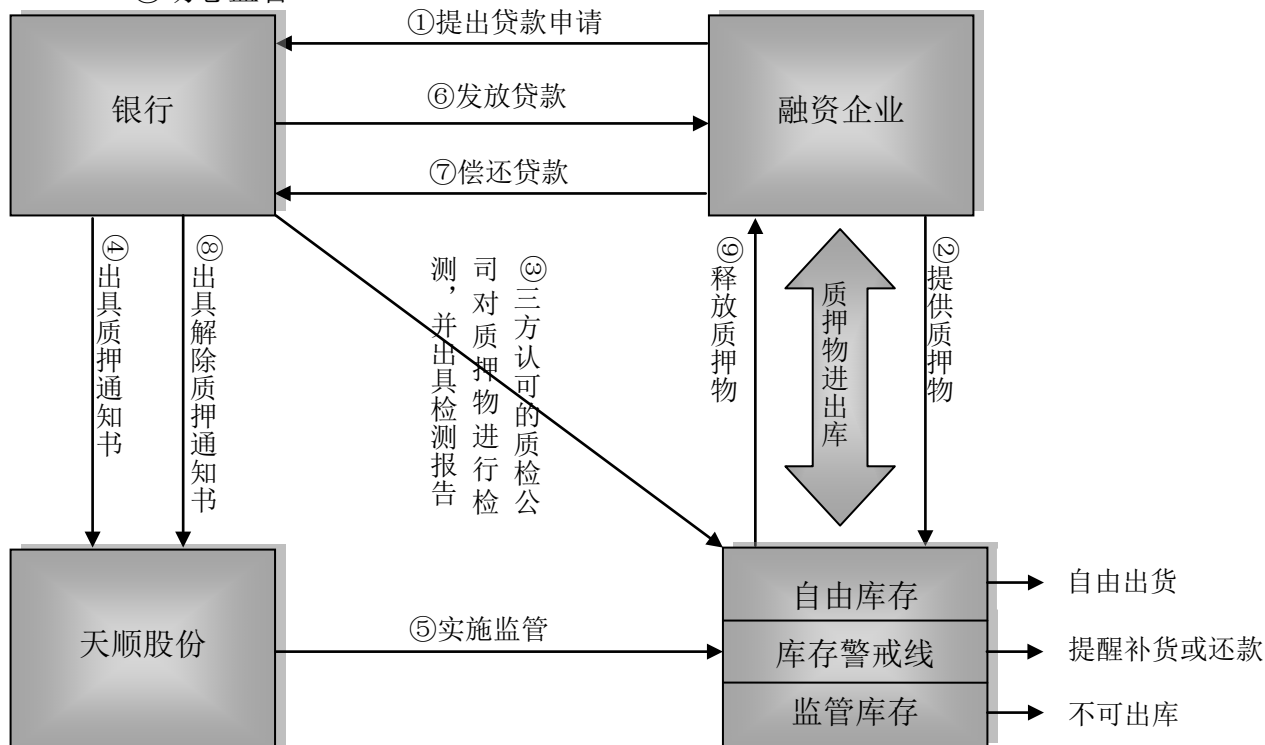 ①提出贷款申请
银行
⑥发放贷款
融资企业
⑦偿还贷款
④出具质押通知书
⑧出具解除质押通知书
③三方认可的质检公
司对质押物进行检
测，并出具检测报告
⑨释放质押物
质押物进出库
②提供质押物
天顺股份
⑤实施监管
自由库存
自由出货
库存警戒线
提醒补货或还款
监管库存
不可出库